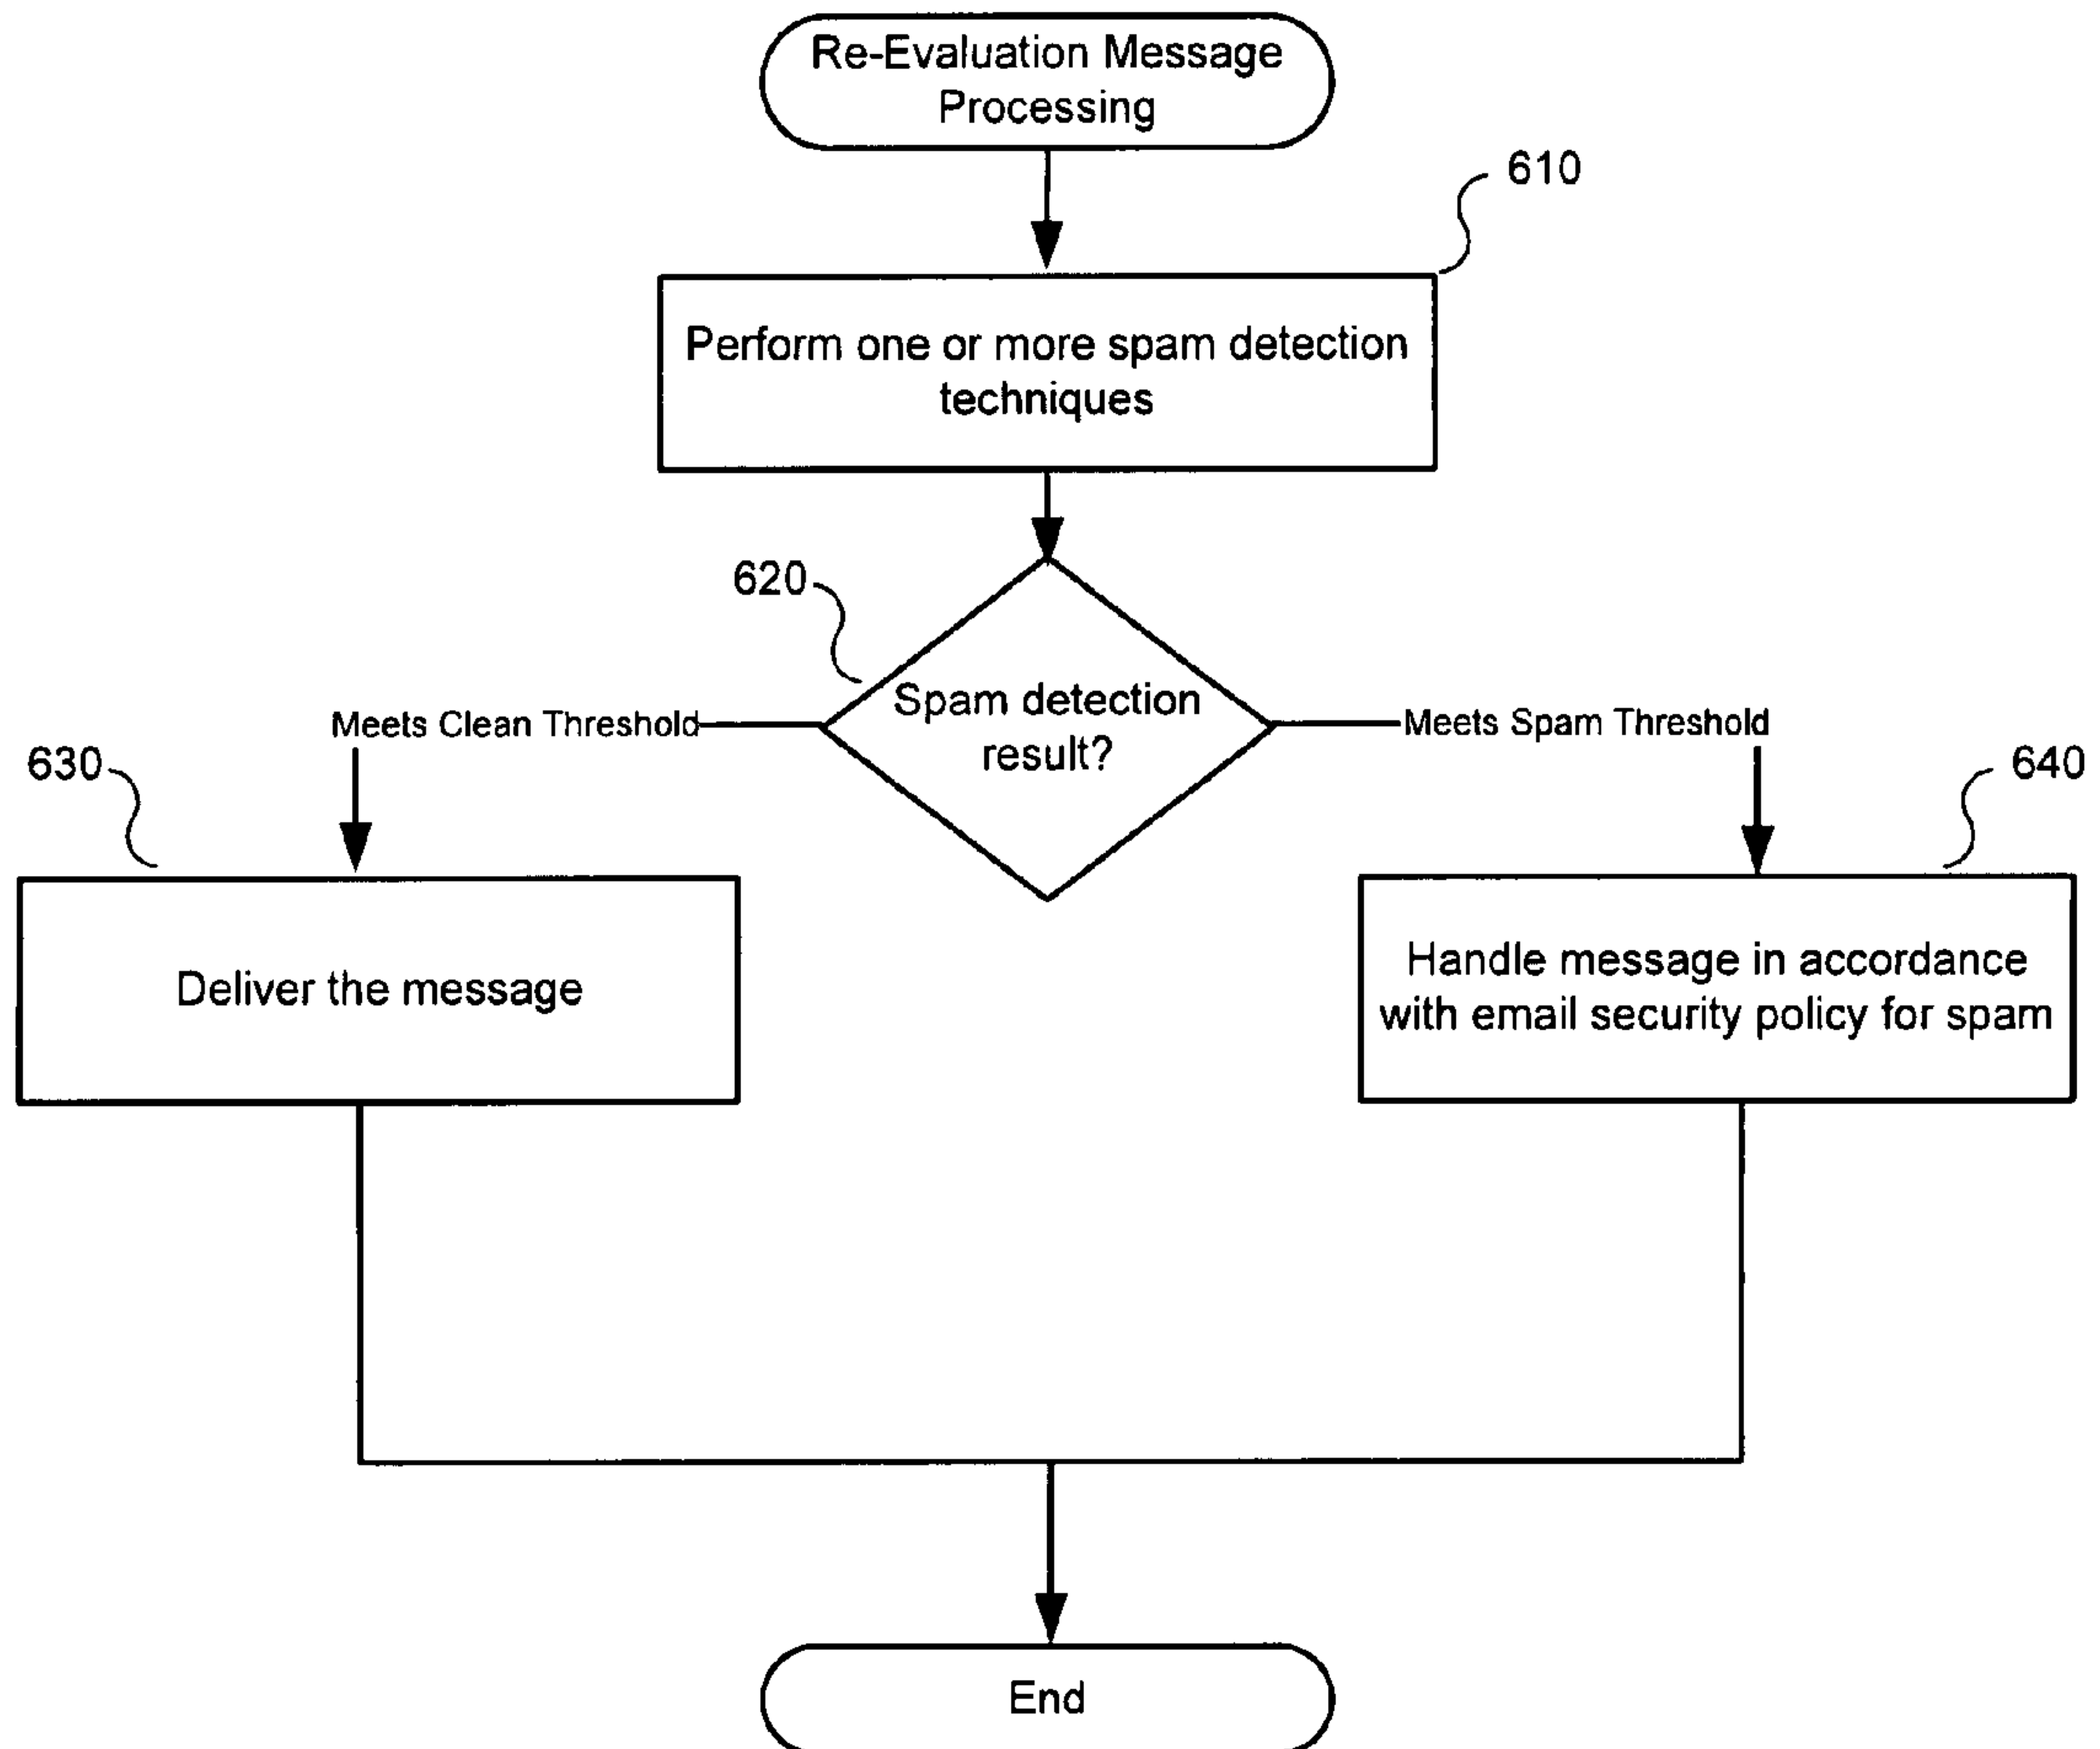 Re-Evaluation Message
Processing
610
Perform one or more spam detection
techniques
620
Spam detection
result?
Meets Clean Threshold
Meets Spam Threshold
630
640
Deliver the message
Handle message in accordance
with email security policy for spam
End